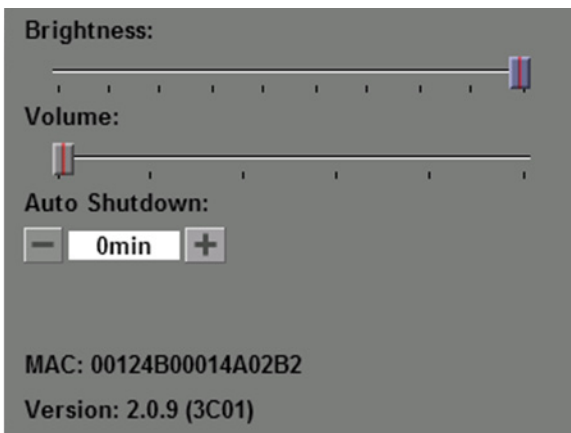 Brightness:
Volume:
Auto Shutdown:
0min
MAC: 00124B00014A02B2
Version: 2.0.9 (3C01)